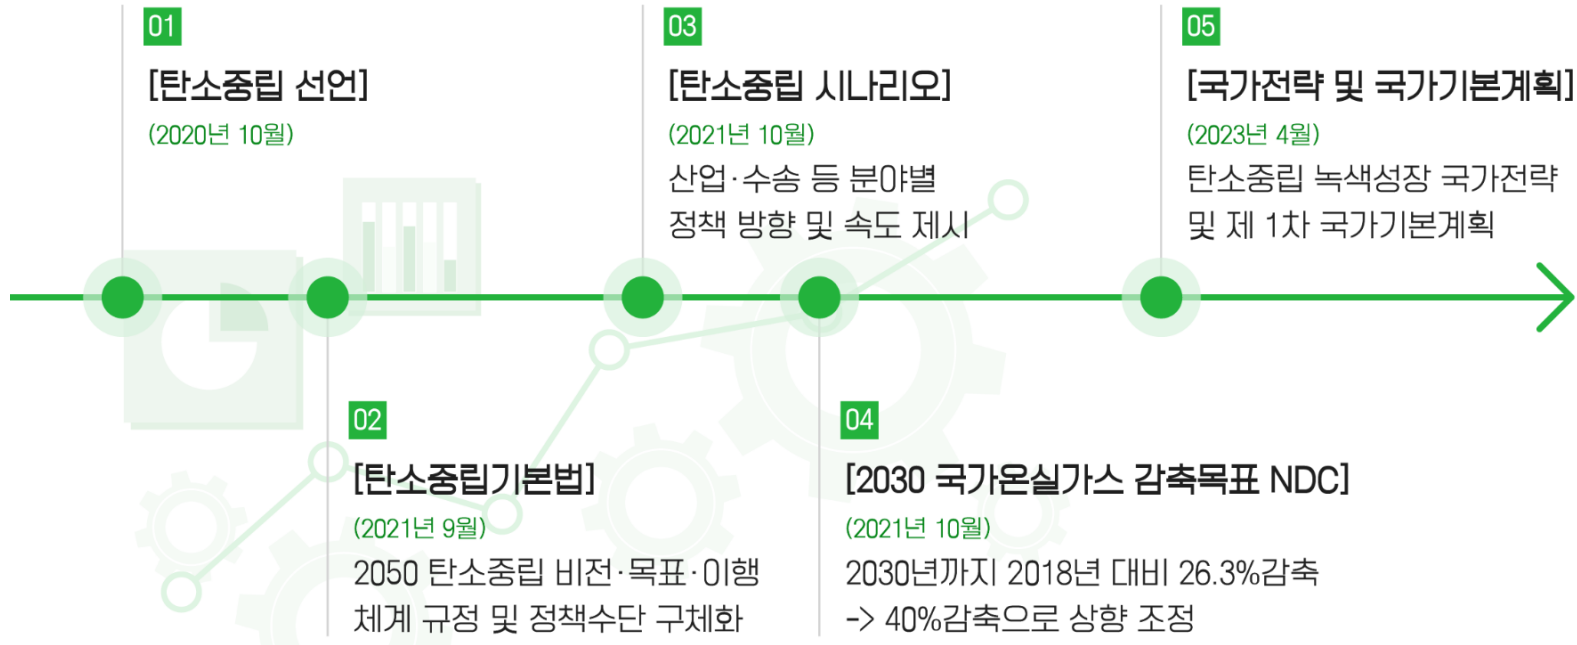 01
[탄소중립 선언]
(2020년 10월)
02
[탄소중립기본법]
(2021년 9월)
2050 탄소중립 비전·목표·이행
체계 규정 및 정책수단 구체화
03
[탄소중립 시나리오]
(2021년 10월)
산업·수송 등 분야별
정책 방향 및 속도 제시
04
[2030 국가온실가스 감축목표 NDC]
(2021년 10월)
2030년까지 2018년 대비 26.3%감축
-> 40%감축으로 상향 조정
05
[국가전략 및 국가기본계획]
(2023년 4월)
탄소중립 녹색성장 국가전략
및 제 1차 국가기본계획